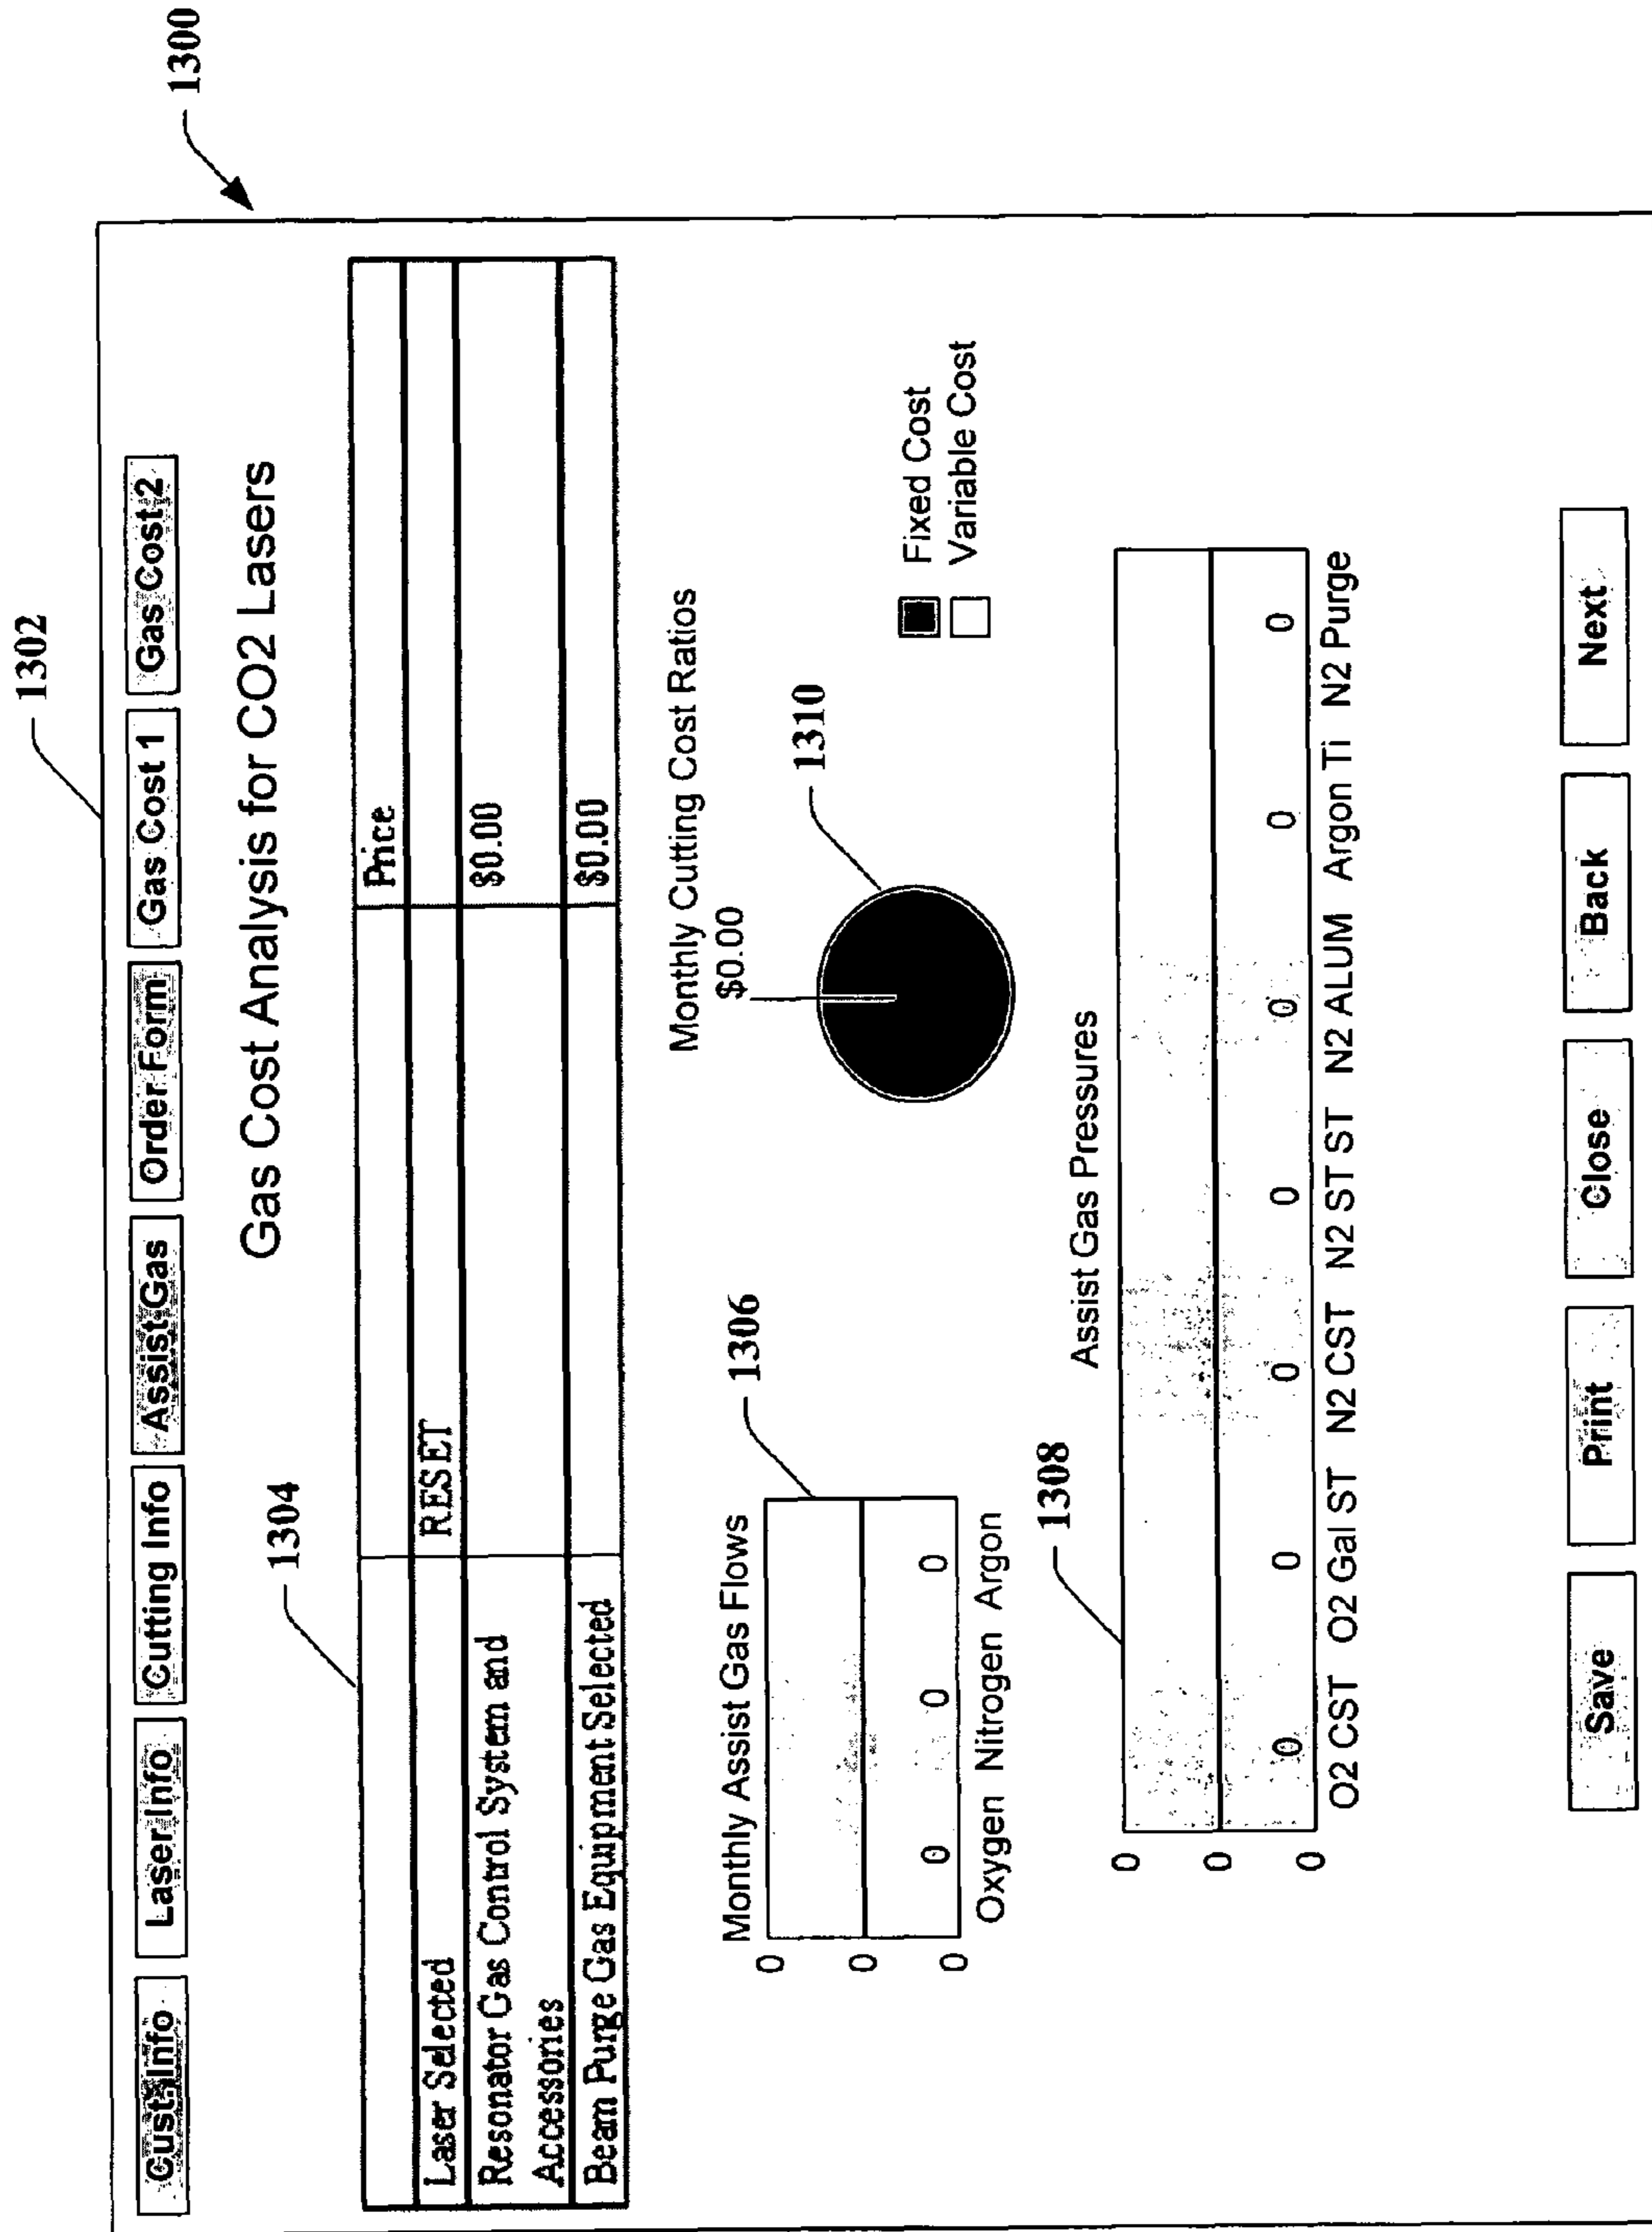 1300
1302
Cust.Info Laser Info Cutting Info Assist Gas Order Form Gas Cost 1 Gas Cost 2
Gas Cost Analysis for CO2 Lasers
1304
Price
Laser Selected RESET
Resonator Gas Control System and $0.00
Accessories
Beam Purge Gas Equipment Selected $0.00
Monthly Assist Gas Flows
1306
0
0
0
0 0 0
Oxygen Nitrogen Argon
Monthly Cutting Cost Ratios
$0.00
1310
Fixed Cost
Variable Cost
1308
Assist Gas Pressures
0
0
0
0 0 0 0 0 0 0
O2 CST O2 Gal ST N2 CST N2 ST ST N2 ALUM Argon Ti N2 Purge
Save Print Close Back Next